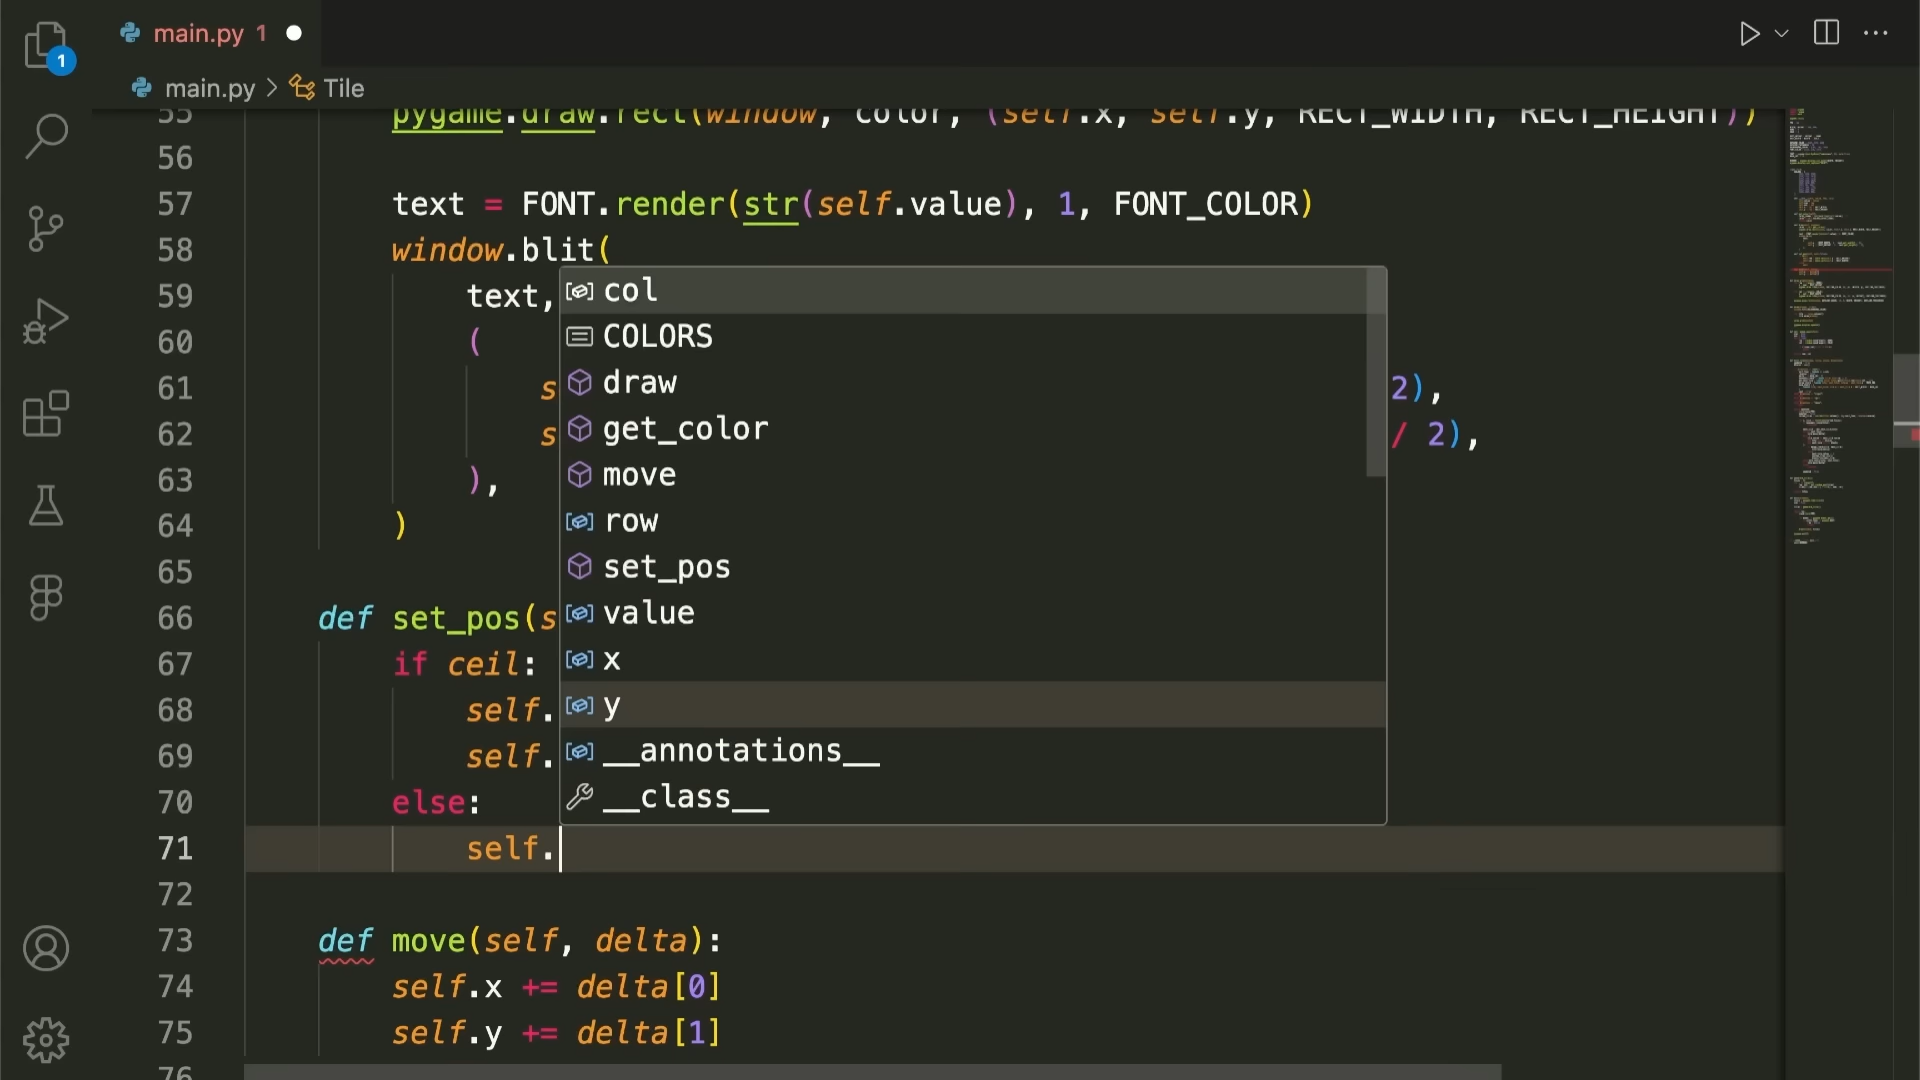 1
main.py 1
main.py > Tile
55 pygame.draw.rect(window, color, (self.x, self.y, RECT_WIDTH, RECT_HEIGHT))
56
57 text = FONT.render(str(self.value), 1, FONT_COLOR)
58 window.blit(
59 text,
60 (
61 s 2),
62 s / 2),
63 ),
64 )
65
66 def set_pos(s
67 if ceil:
68 self.
69 self.
70 else:
71 self.
col
COLORS
draw
get_color
move
row
set_pos
value
x
y
__annotations__
__class__
72
73 def move(self, delta):
74 self.x += delta[0]
75 self.y += delta[1]
76